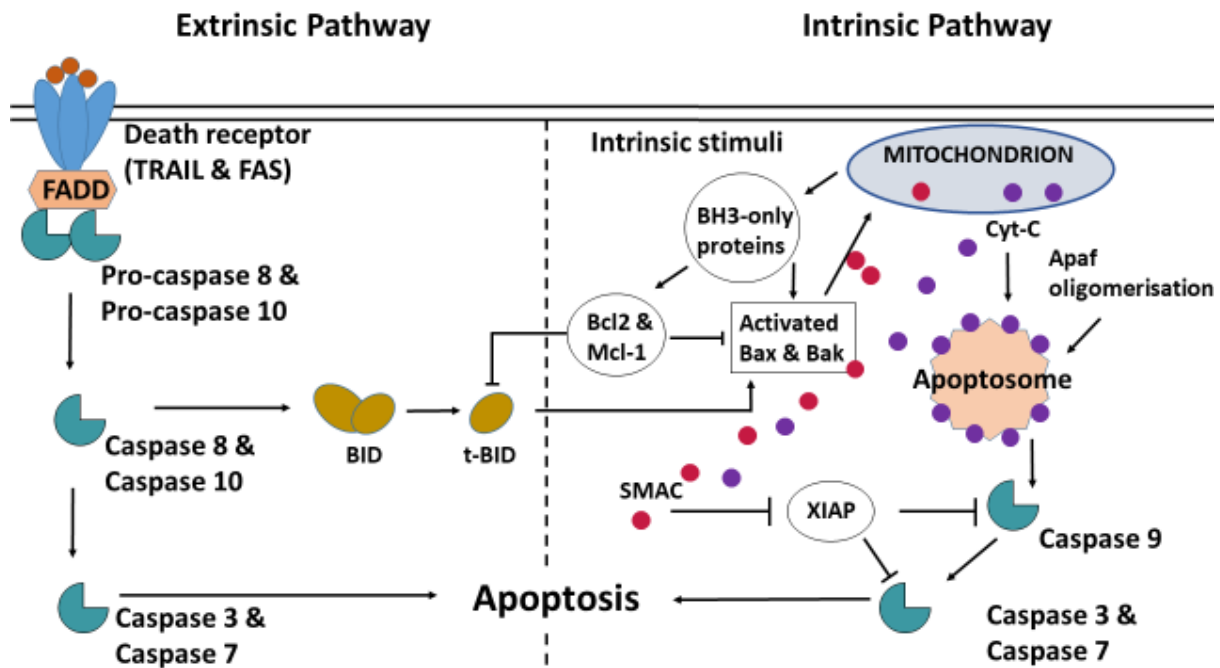 Extrinsic Pathway
Intrinsic Pathway
Death receptor
(TRAIL & FAS)
FADD
Pro-caspase 8 &
Pro-caspase 10
Caspase 8 &
Caspase 10
BID
t-BID
Caspase 3 &
Caspase 7
Apoptosis
Intrinsic stimuli
MITOCHONDRION
BH3-only
proteins
Cyt-C
Apaf
oligomerisation
Bcl2 &
Mcl-1
Activated
Bax & Bak
Apoptosome
SMAC
XIAP
Caspase 9
Caspase 3 &
Caspase 7